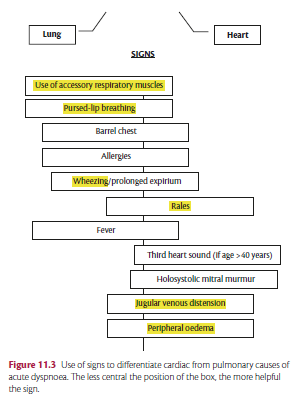 Lung
Heart
SIGNS
Use of accessory respiratory muscles
Pursed-lip breathing
Barrel chest
Allergies
Wheezing/prolonged expirium
Rales
Fever
Third heart sound (if age >40 years)
Holosystolic mitral murmur
Jugular venous distension
Peripheral oedema
Figure 11.3 Use of signs to differentiate cardiac from pulmonary causes of
acute dyspnoea. The less central the position of the box, the more helpful
the sign.